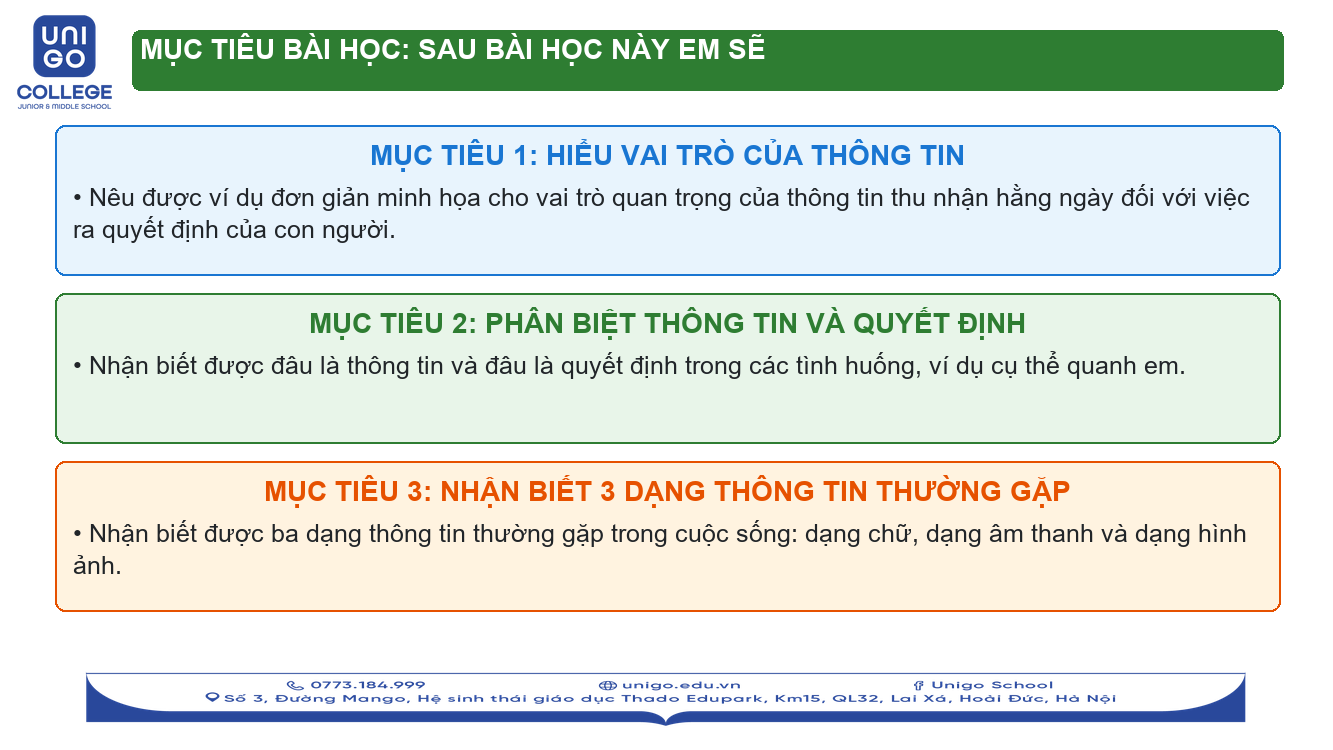 UNI
GO
COLLEGE
JUNIOR & MIDDLE SCHOOL
MỤC TIÊU BÀI HỌC: SAU BÀI HỌC NÀY EM SẼ
MỤC TIÊU 1: HIỂU VAI TRÒ CỦA THÔNG TIN
• Nêu được ví dụ đơn giản minh họa cho vai trò quan trọng của thông tin thu nhận hằng ngày đối với việc
ra quyết định của con người.
MỤC TIÊU 2: PHÂN BIỆT THÔNG TIN VÀ QUYẾT ĐỊNH
• Nhận biết được đâu là thông tin và đâu là quyết định trong các tình huống, ví dụ cụ thể quanh em.
MỤC TIÊU 3: NHẬN BIẾT 3 DẠNG THÔNG TIN THƯỜNG GẶP
• Nhận biết được ba dạng thông tin thường gặp trong cuộc sống: dạng chữ, dạng âm thanh và dạng hình
ảnh.
0773.184.999 unigo.edu.vn Unigo School
Số 3, Đường Mango, Hệ sinh thái giáo dục Thado Edupark, Km15, QL32, Lai Xá, Hoài Đức, Hà Nội